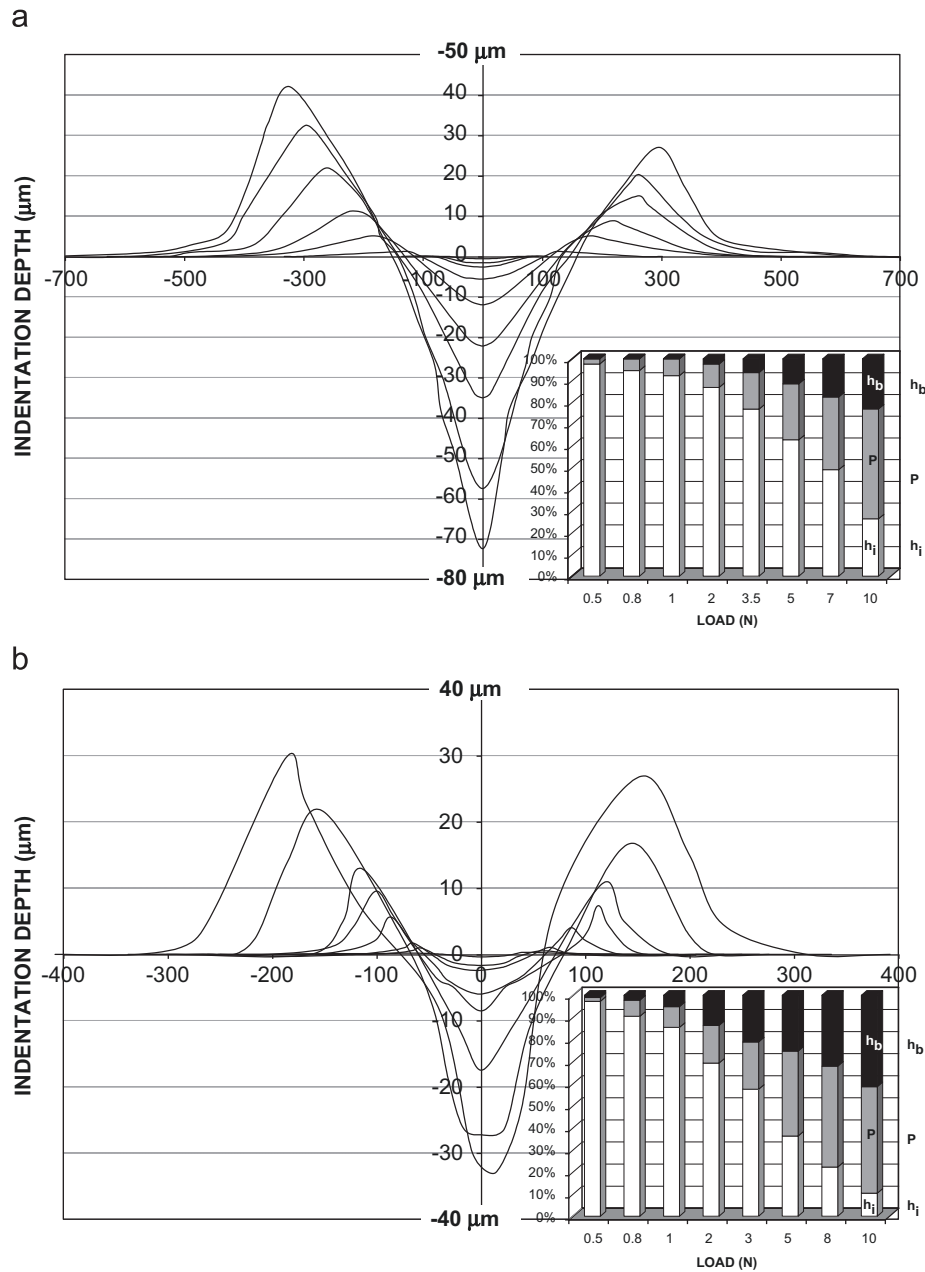 a
-50 µm
40
30
20
10
0
-700 -500 -300 -100 100 300 500 700
-10
-20
-30
-40
-50
-60
-70
-80 µm
INDENTATION DEPTH (µm)
100%
90%
80%
70%
60%
50%
40%
30%
20%
10%
0%
hb hb
P P
hi hi
0.5 0.8 1 2 3.5 5 7 10
LOAD (N)
b
40 µm
30
20
10
0
-400 -300 -200 -100 0 100 200 300 400
-10
-20
-30
-40 µm
INDENTATION DEPTH (µm)
100%
90%
80%
70%
60%
50%
40%
30%
20%
10%
0%
hb hb
P P
hi hi
0.5 0.8 1 2 3 5 8 10
LOAD (N)